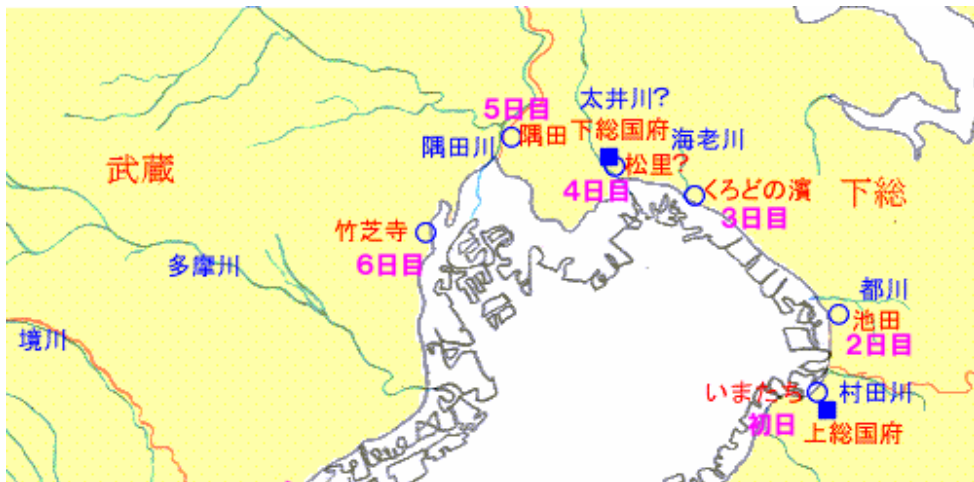 太井川?
5日目
隅田
下総国府
海老川
隅田川
松里?
武蔵
4日目
くろどの濱
下総
3日目
竹芝寺
6日目
多摩川
都川
池田
2日目
境川
いまたち
村田川
初日
上総国府